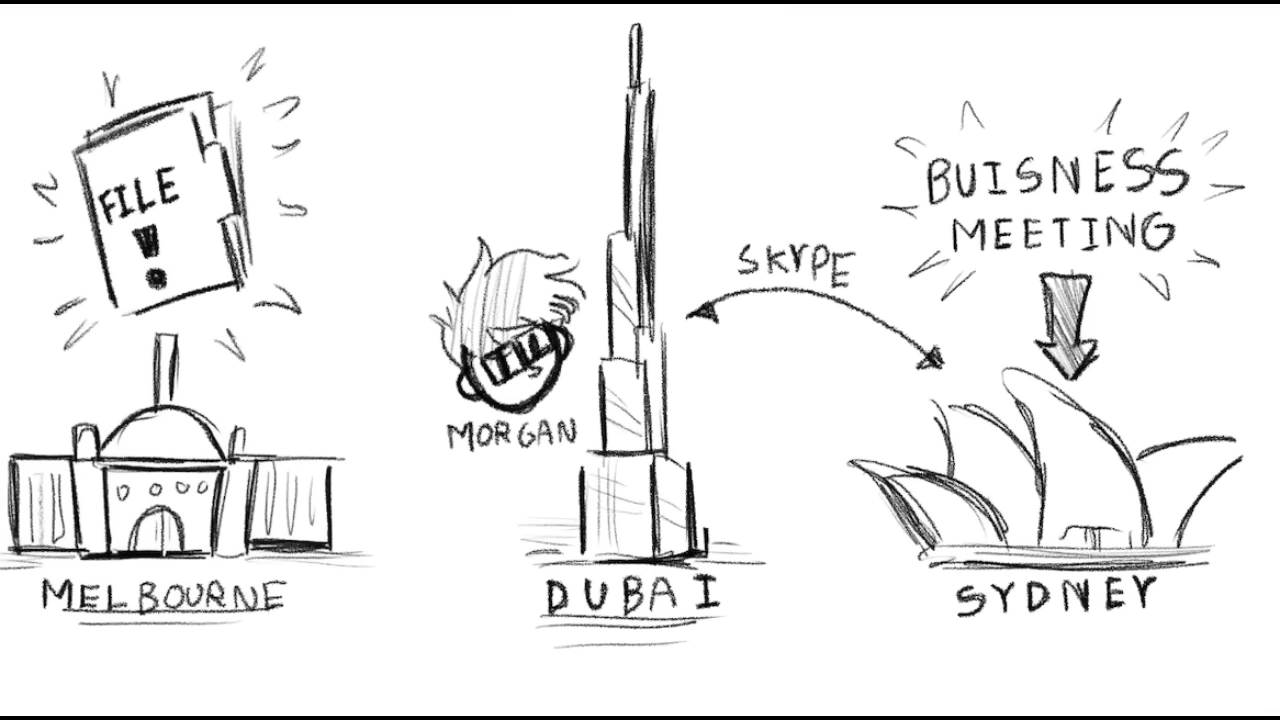 FILE
!
MELBOURNE
MORGAN
DUBAI
SKYPE
BUISNESS
MEETING
SYDNEY